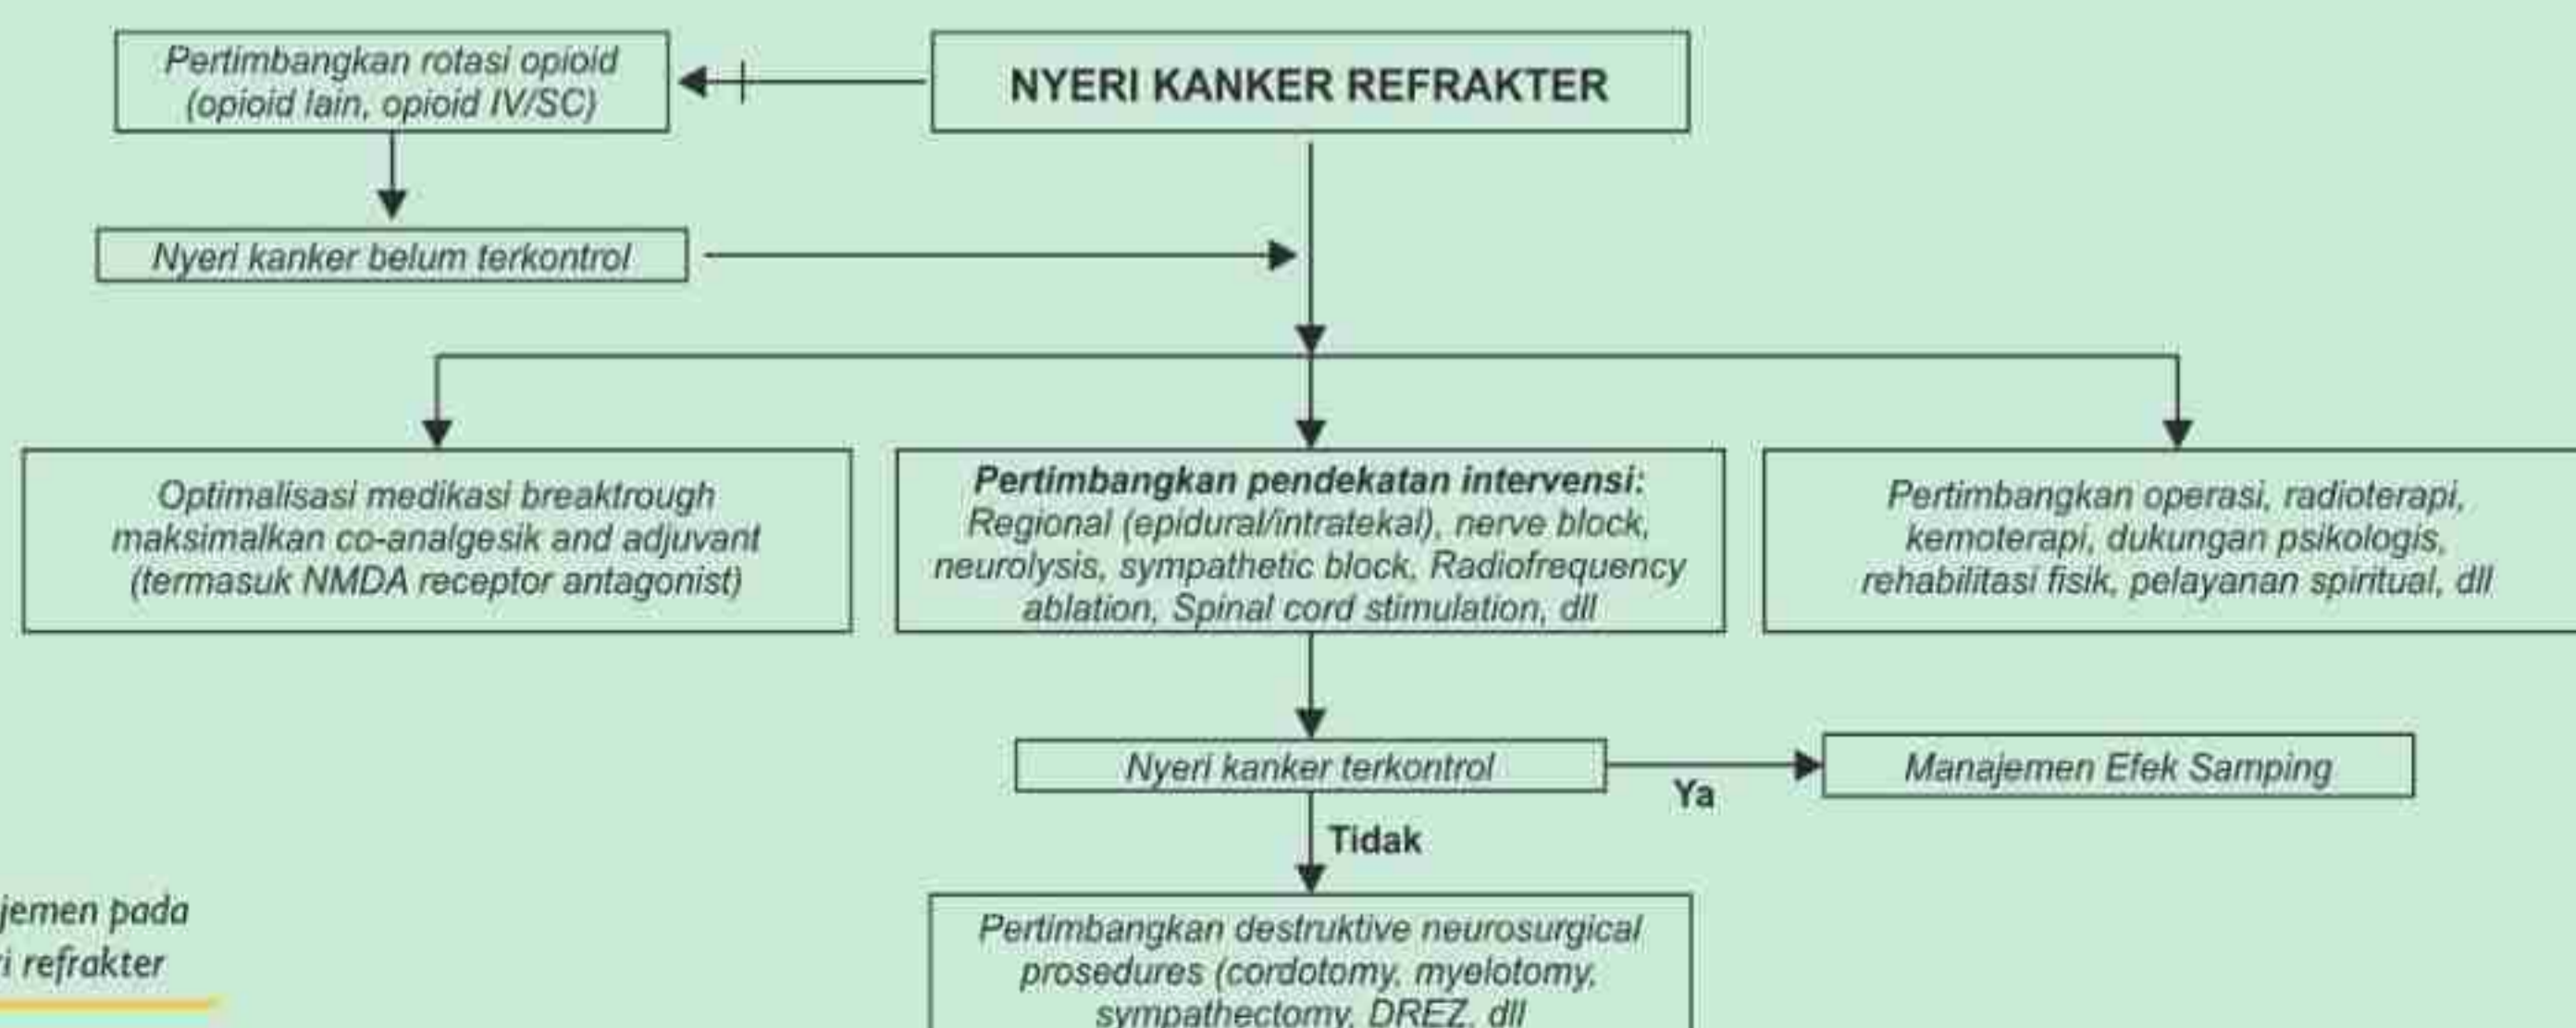 Pertimbangkan rotasi opioid
(opioid lain, opioid IV/SC)
NYERI KANKER REFRAKTER
Nyeri kanker belum terkontrol
Optimalisasi medikasi breaktrough
maksimalkan co-analgesik and adjuvant
(termasuk NMDA receptor antagonist)
Pertimbangkan pendekatan intervensi:
Regional (epidural/intratekal), nerve block,
neurolysis, sympathetic block, Radiofrequency
ablation, Spinal cord stimulation, dll
Pertimbangkan operasi, radioterapi,
kemoterapi, dukungan psikologis,
rehabilitasi fisik, pelayanan spiritual, dll
Nyeri kanker terkontrol
Ya
Manajemen Efek Samping
Tidak
Pertimbangkan destruktive neurosurgical
prosedures (cordotomy, myelotomy,
sympathectomy, DREZ, dll
jemen pada
ri refrakter